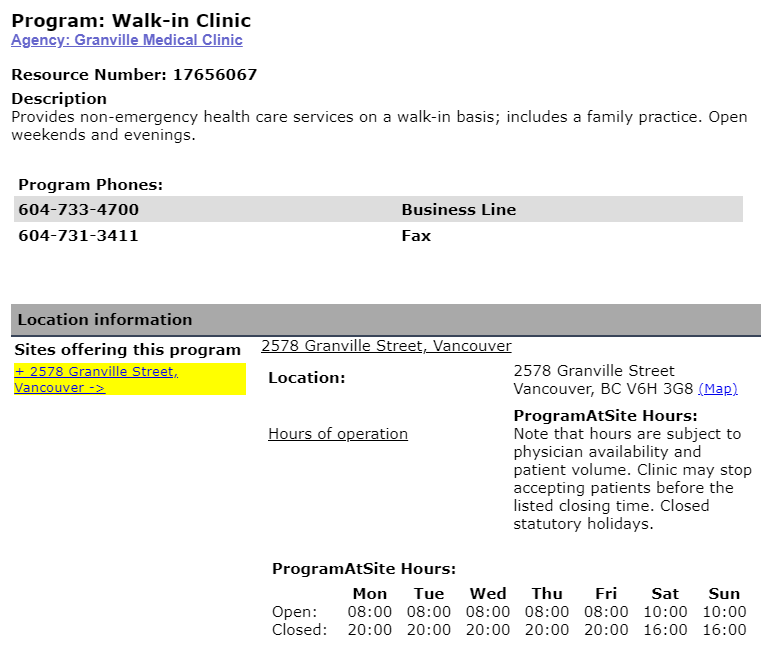 Program: Walk-in Clinic
Agency: Granville Medical Clinic
Resource Number: 17656067
Description
Provides non-emergency health care services on a walk-in basis; includes a family practice. Open
weekends and evenings.
Program Phones:
604-733-4700 Business Line
604-731-3411 Fax
Location information
Sites offering this program
+ 2578 Granville Street,
Vancouver ->
2578 Granville Street, Vancouver
Location:
2578 Granville Street
Vancouver, BC V6H 3G8 (Map)
Hours of operation
ProgramAtSite Hours:
Note that hours are subject to
physician availability and
patient volume. Clinic may stop
accepting patients before the
listed closing time. Closed
statutory holidays.
ProgramAtSite Hours:
Mon Tue Wed Thu Fri Sat Sun
Open: 08:00 08:00 08:00 08:00 08:00 10:00 10:00
Closed: 20:00 20:00 20:00 20:00 20:00 16:00 16:00